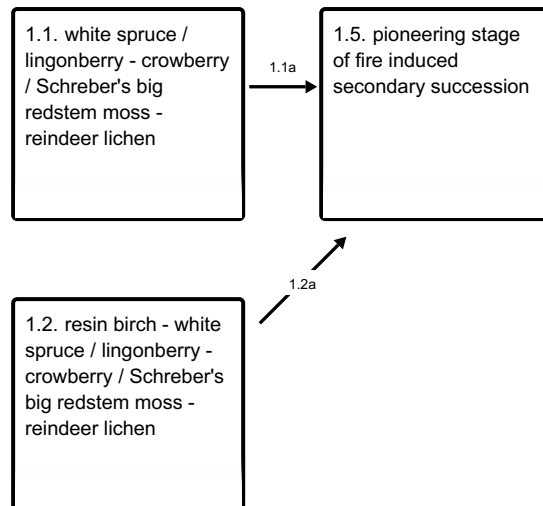 1.1. white spruce /
lingonberry - crowberry
/ Schreber's big
redstem moss -
reindeer lichen
1.1a
1.5. pioneering stage
of fire induced
secondary succession
1.2a
1.2. resin birch - white
spruce / lingonberry -
crowberry / Schreber's
big redstem moss -
reindeer lichen